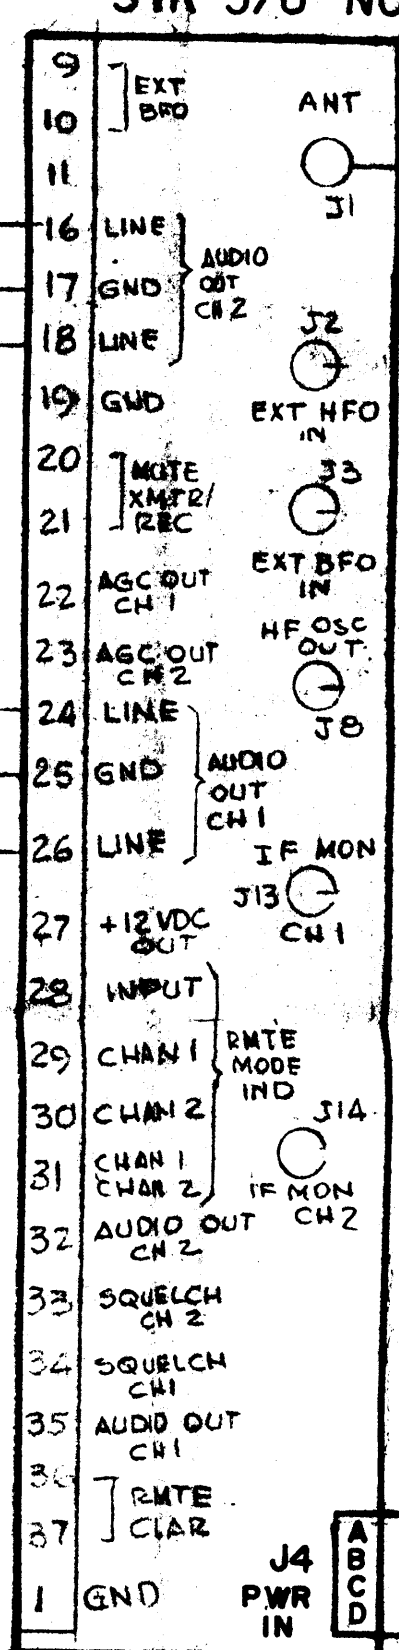 9
EXT
BFO
10
11
16 LINE
17 GND
18 LINE
AUDIO
OUT
CH 2
19 GND
20
21
MUTE
XMTR/
REC
22 AGC OUT
CH 1
23 AGC OUT
CH 2
24 LINE
25 GND
26 LINE
AUDIO
OUT
CH 1
27 +12 VDC
OUT
28 INPUT
29 CHAN 1
30 CHAN 2
31 CHAN 1
CHAN 2
RMTE
MODE
IND
32 AUDIO OUT
CH 2
33 SQUELCH
CH 2
34 SQUELCH
CH1
35 AUDIO OUT
CH 1
36
37
RMTE
CLAR
1 GND
ANT
J1
J2
EXT HFO
IN
J3
EXT BFO
IN
HF OSC
OUT
J8
IF MON
J13
CH 1
J14
IF MON
CH 2
J4
PWR
IN
A
B
C
D